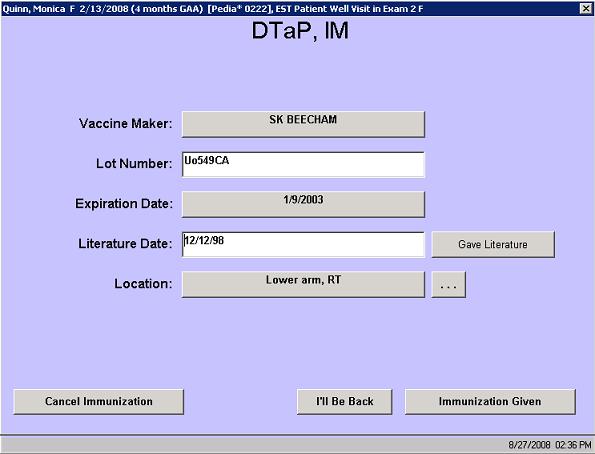 Quinn, Monica F 2/13/2008 (4 months GAA) [Pedia* 0222], EST Patient Well Visit in Exam 2 F
DTaP, IM
Vaccine Maker: SK BEECHAM
Lot Number: Uo549CA
Expiration Date: 1/9/2003
Literature Date: 12/12/98 Gave Literature
Location: Lower arm, RT ...
Cancel Immunization I'll Be Back Immunization Given
8/27/2008 02:36 PM